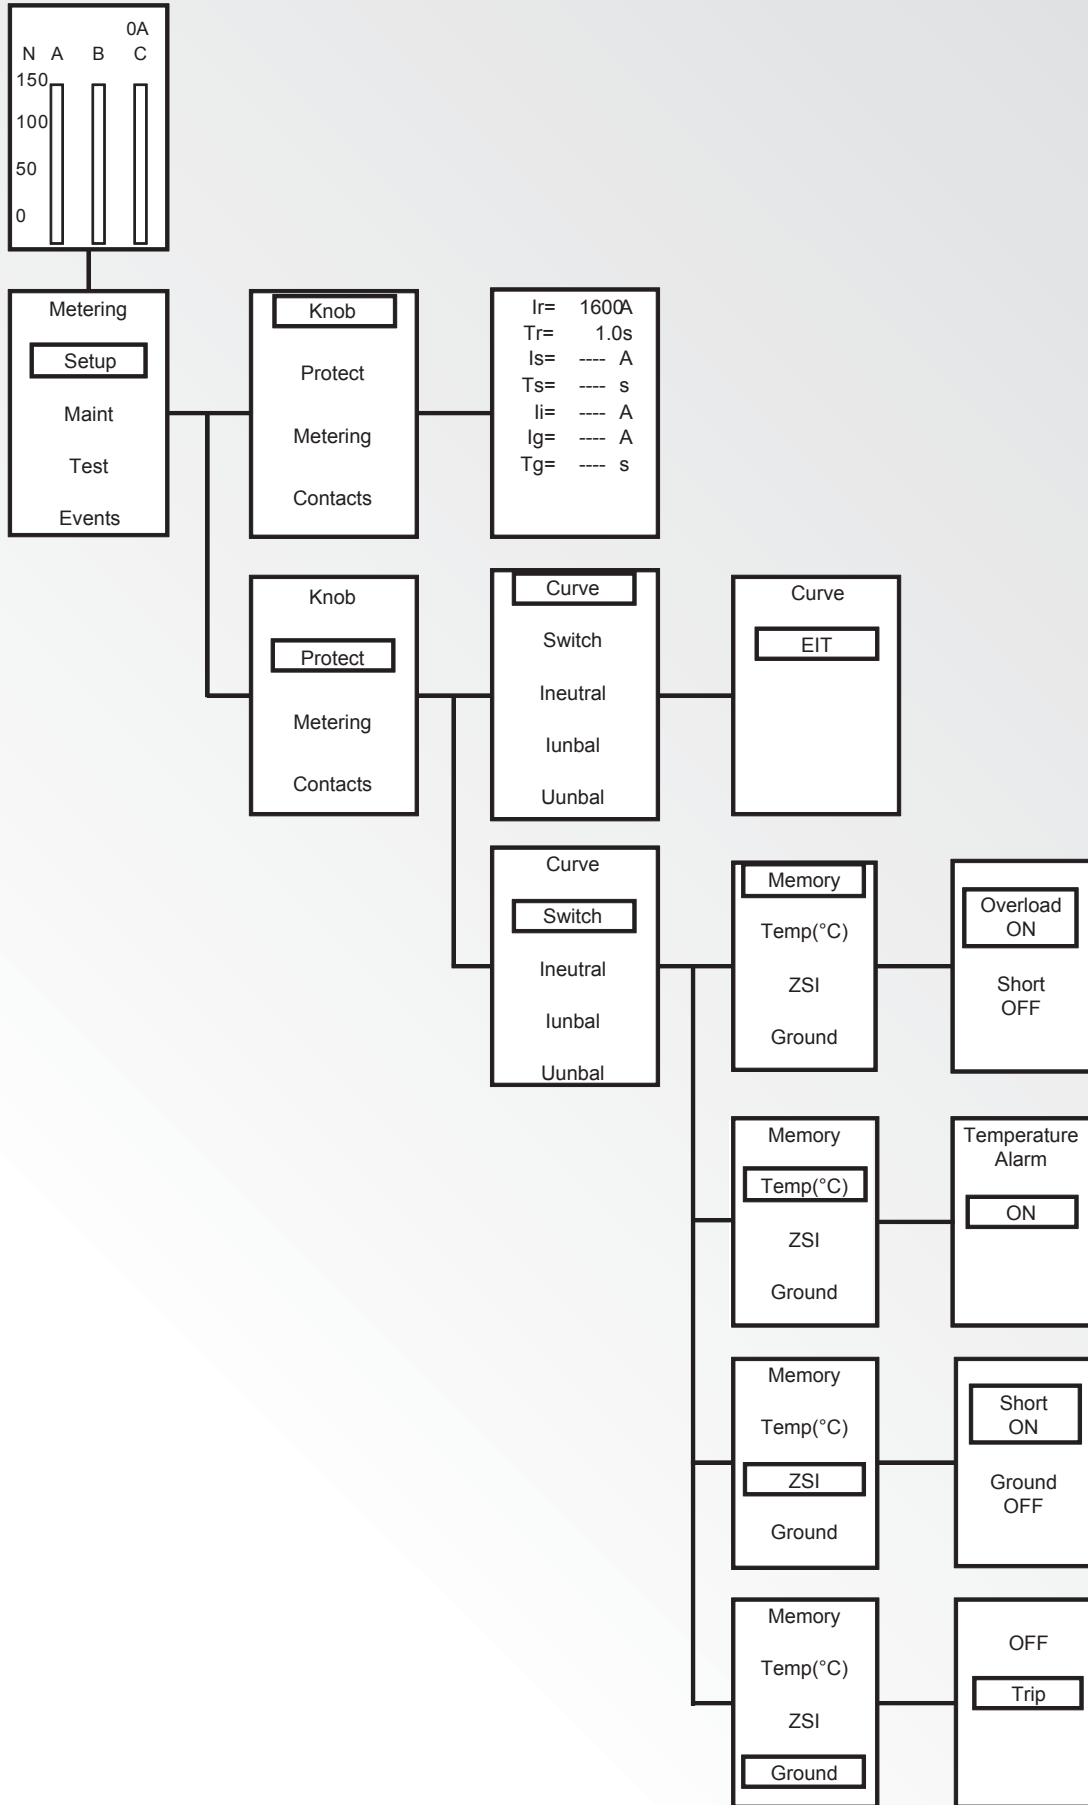 0A
N A B C
150
100
50
0
Metering
Setup
Maint
Test
Events
Knob
Protect
Metering
Contacts
Ir= 1600A
Tr= 1.0s
Is= ---- A
Ts= ---- s
Ii= ---- A
Ig= ---- A
Tg= ---- s
Knob
Protect
Metering
Contacts
Curve
Switch
Ineutral
Iunbal
Uunbal
Curve
EIT
Curve
Switch
Ineutral
Iunbal
Uunbal
Memory
Temp(°C)
ZSI
Ground
Overload
ON
Short
OFF
Memory
Temp(°C)
ZSI
Ground
Temperature
Alarm
ON
Memory
Temp(°C)
ZSI
Ground
Short
ON
Ground
OFF
Memory
Temp(°C)
ZSI
Ground
OFF
Trip